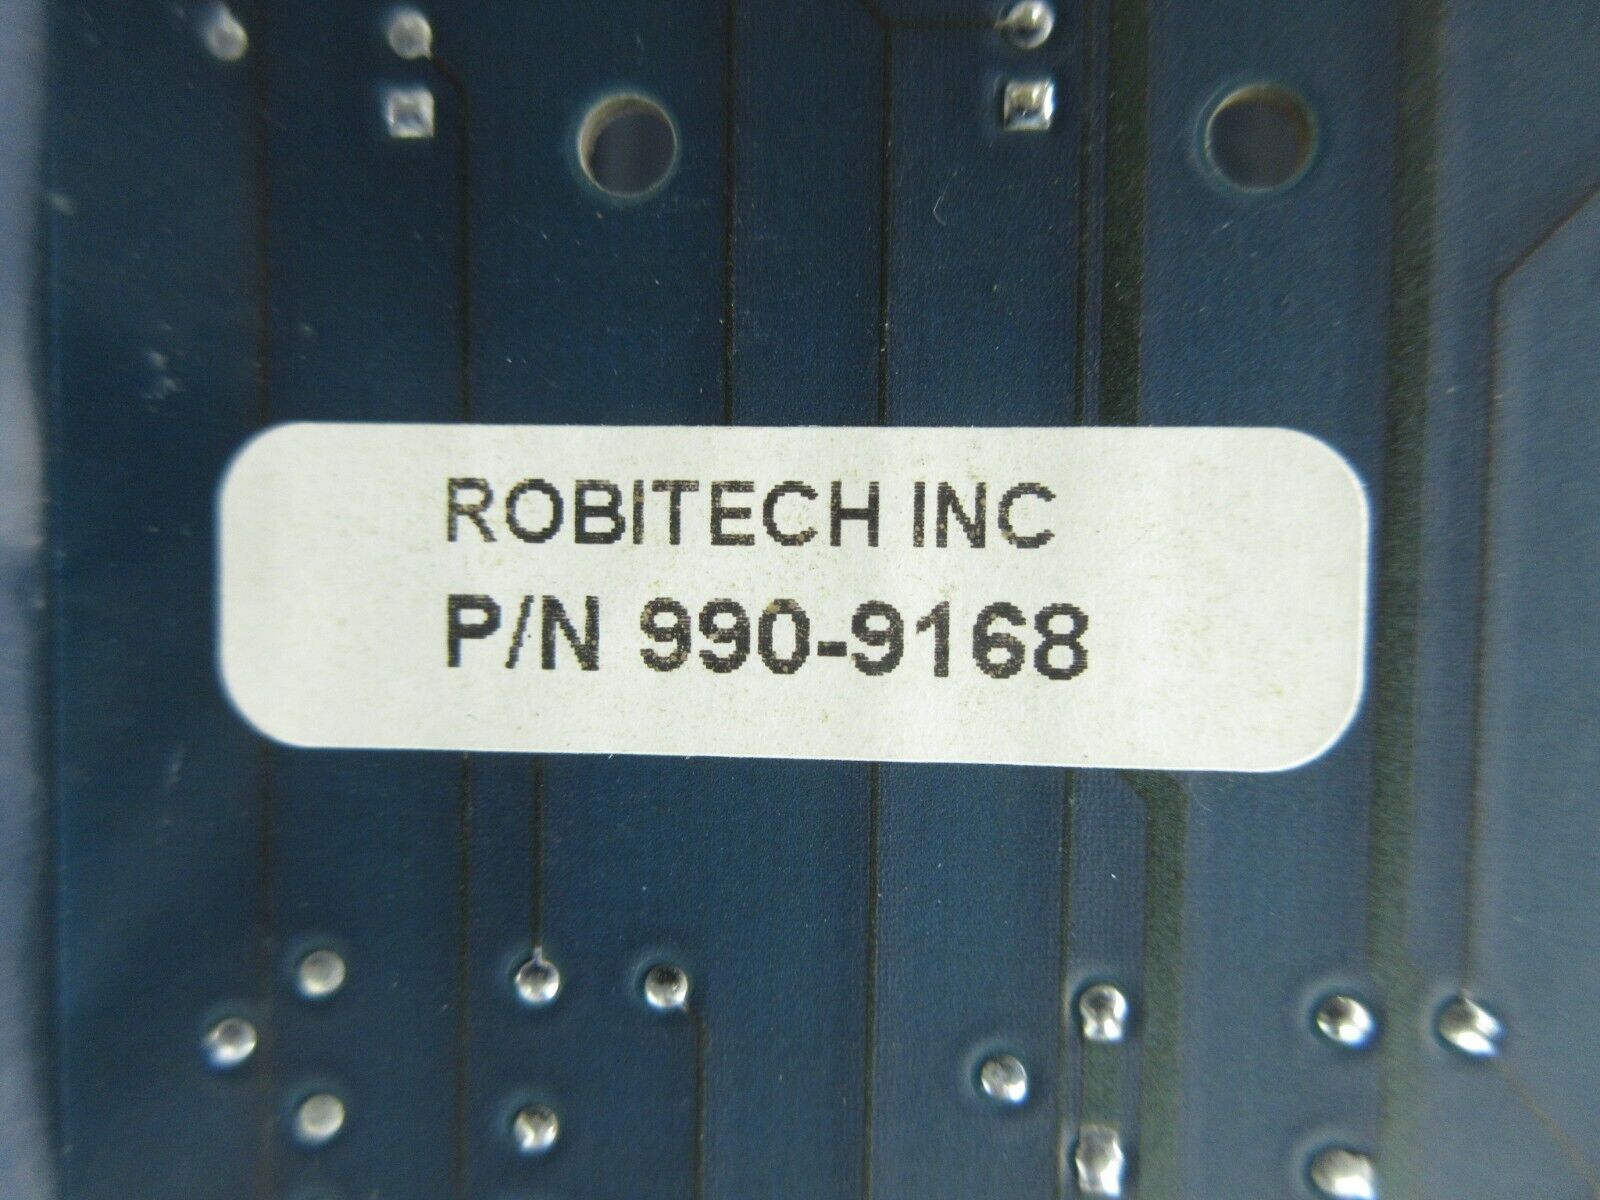 ROBITECH INC
P/N 990-9168